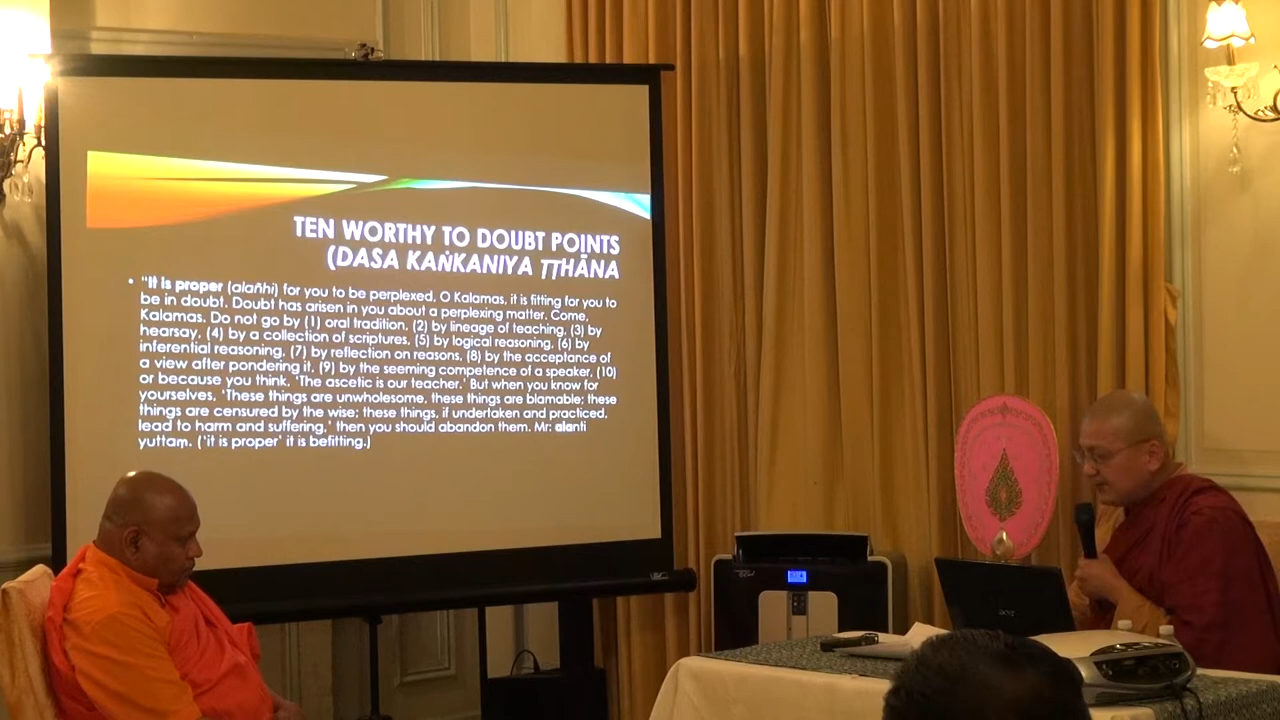 TEN WORTHY TO DOUBT POINTS
(DASA KAṄKANIYA ṬṬHĀNA
• "It is proper (alañhi) for you to be perplexed, O Kalamas, it is fitting for you to
be in doubt. Doubt has arisen in you about a perplexing matter. Come,
Kalamas. Do not go by (1) oral tradition, (2) by lineage of teaching, (3) by
hearsay, (4) by a collection of scriptures, (5) by logical reasoning, (6) by
inferential reasoning, (7) by reflection on reasons, (8) by the acceptance of
a view after pondering it, (9) by the seeming competence of a speaker, (10)
or because you think, 'The ascetic is our teacher.' But when you know for
yourselves, 'These things are unwholesome, these things are blamable; these
things are censured by the wise; these things, if undertaken and practiced,
lead to harm and suffering,' then you should abandon them. Mr: alanti
yuttaṃ. ('it is proper' it is befitting.)
acer